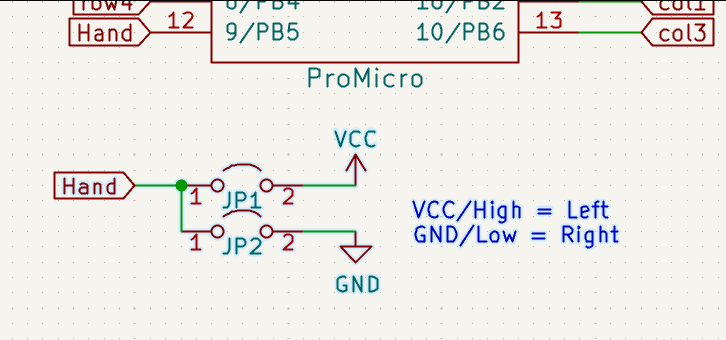 row4
8/PB4
10/PB2
col1
Hand
12
9/PB5
10/PB6
13
col3
ProMicro
VCC
Hand
1
JP1
2
1
JP2
2
GND
VCC/High = Left
GND/Low = Right